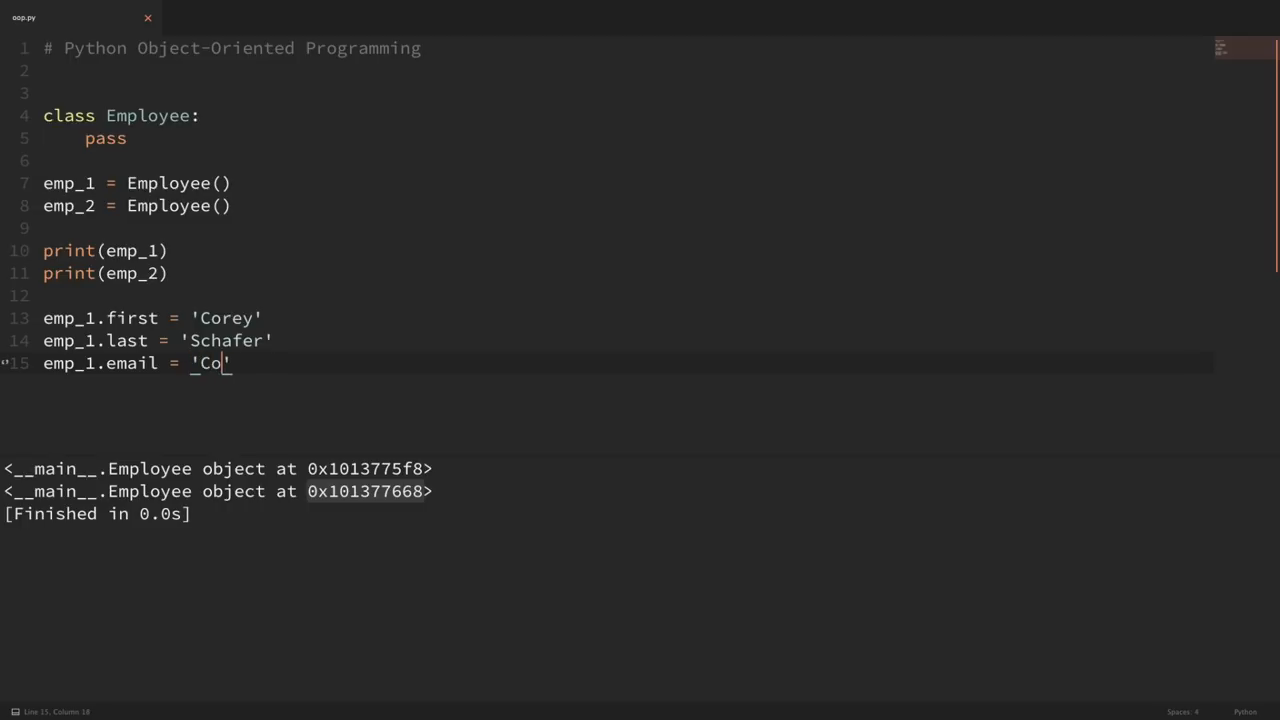 oop.py
1 # Python Object-Oriented Programming
2
3
4 class Employee:
5     pass
6
7 emp_1 = Employee()
8 emp_2 = Employee()
9
10 print(emp_1)
11 print(emp_2)
12
13 emp_1.first = 'Corey'
14 emp_1.last = 'Schafer'
15 emp_1.email = 'Co'
<__main__.Employee object at 0x1013775f8>
<__main__.Employee object at 0x101377668>
[Finished in 0.0s]
Line 15, Column 18 Spaces: 4 Python